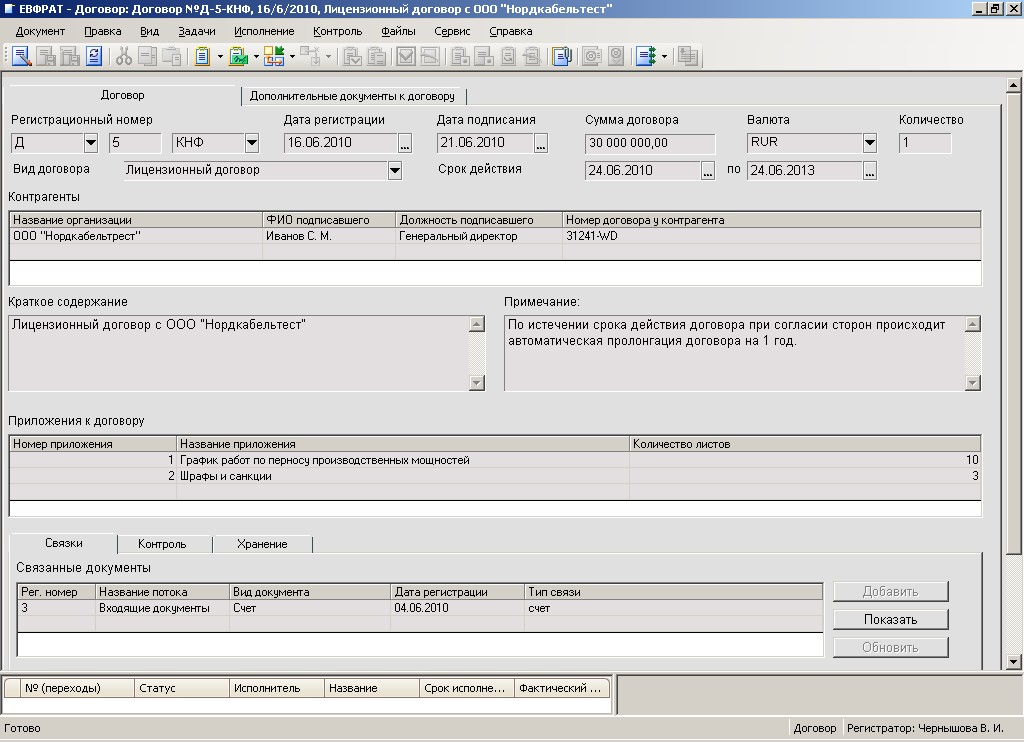 ЕВФРАТ - Договор: Договор №Д-5-КНФ, 16/6/2010, Лицензионный договор с ООО "Нордкабельтест"
Документ Правка Вид Задачи Исполнение Контроль Файлы Сервис Справка
Договор Дополнительные документы к договору
Регистрационный номер Дата регистрации Дата подписания Сумма договора Валюта Количество
Д 5 КНФ 16.06.2010 ... 21.06.2010 ... 30 000 000,00 RUR 1
Вид договора Лицензионный договор Срок действия 24.06.2010 ... по 24.06.2013 ...
Контрагенты
Название организации ФИО подписавшего Должность подписавшего Номер договора у контрагента
ООО "Нордкабельтрест" Иванов С. М. Генеральный директор 31241-WD
Краткое содержание Примечание:
Лицензионный договор с ООО "Нордкабельтест" По истечении срока действия договора при согласии сторон происходит
автоматическая пролонгация договора на 1 год.
Приложения к договору
Номер приложения Название приложения Количество листов
1 График работ по перносу производственных мощностей 10
2 Шрафы и санкции 3
Связки Контроль Хранение
Связанные документы
Рег. номер Название потока Вид документа Дата регистрации Тип связи
3 Входящие документы Счет 04.06.2010 счет
Добавить
Показать
Обновить
№ (переходы) Статус Исполнитель Название Срок исполне... Фактический ...
Готово Договор Регистратор: Чернышова В. И.